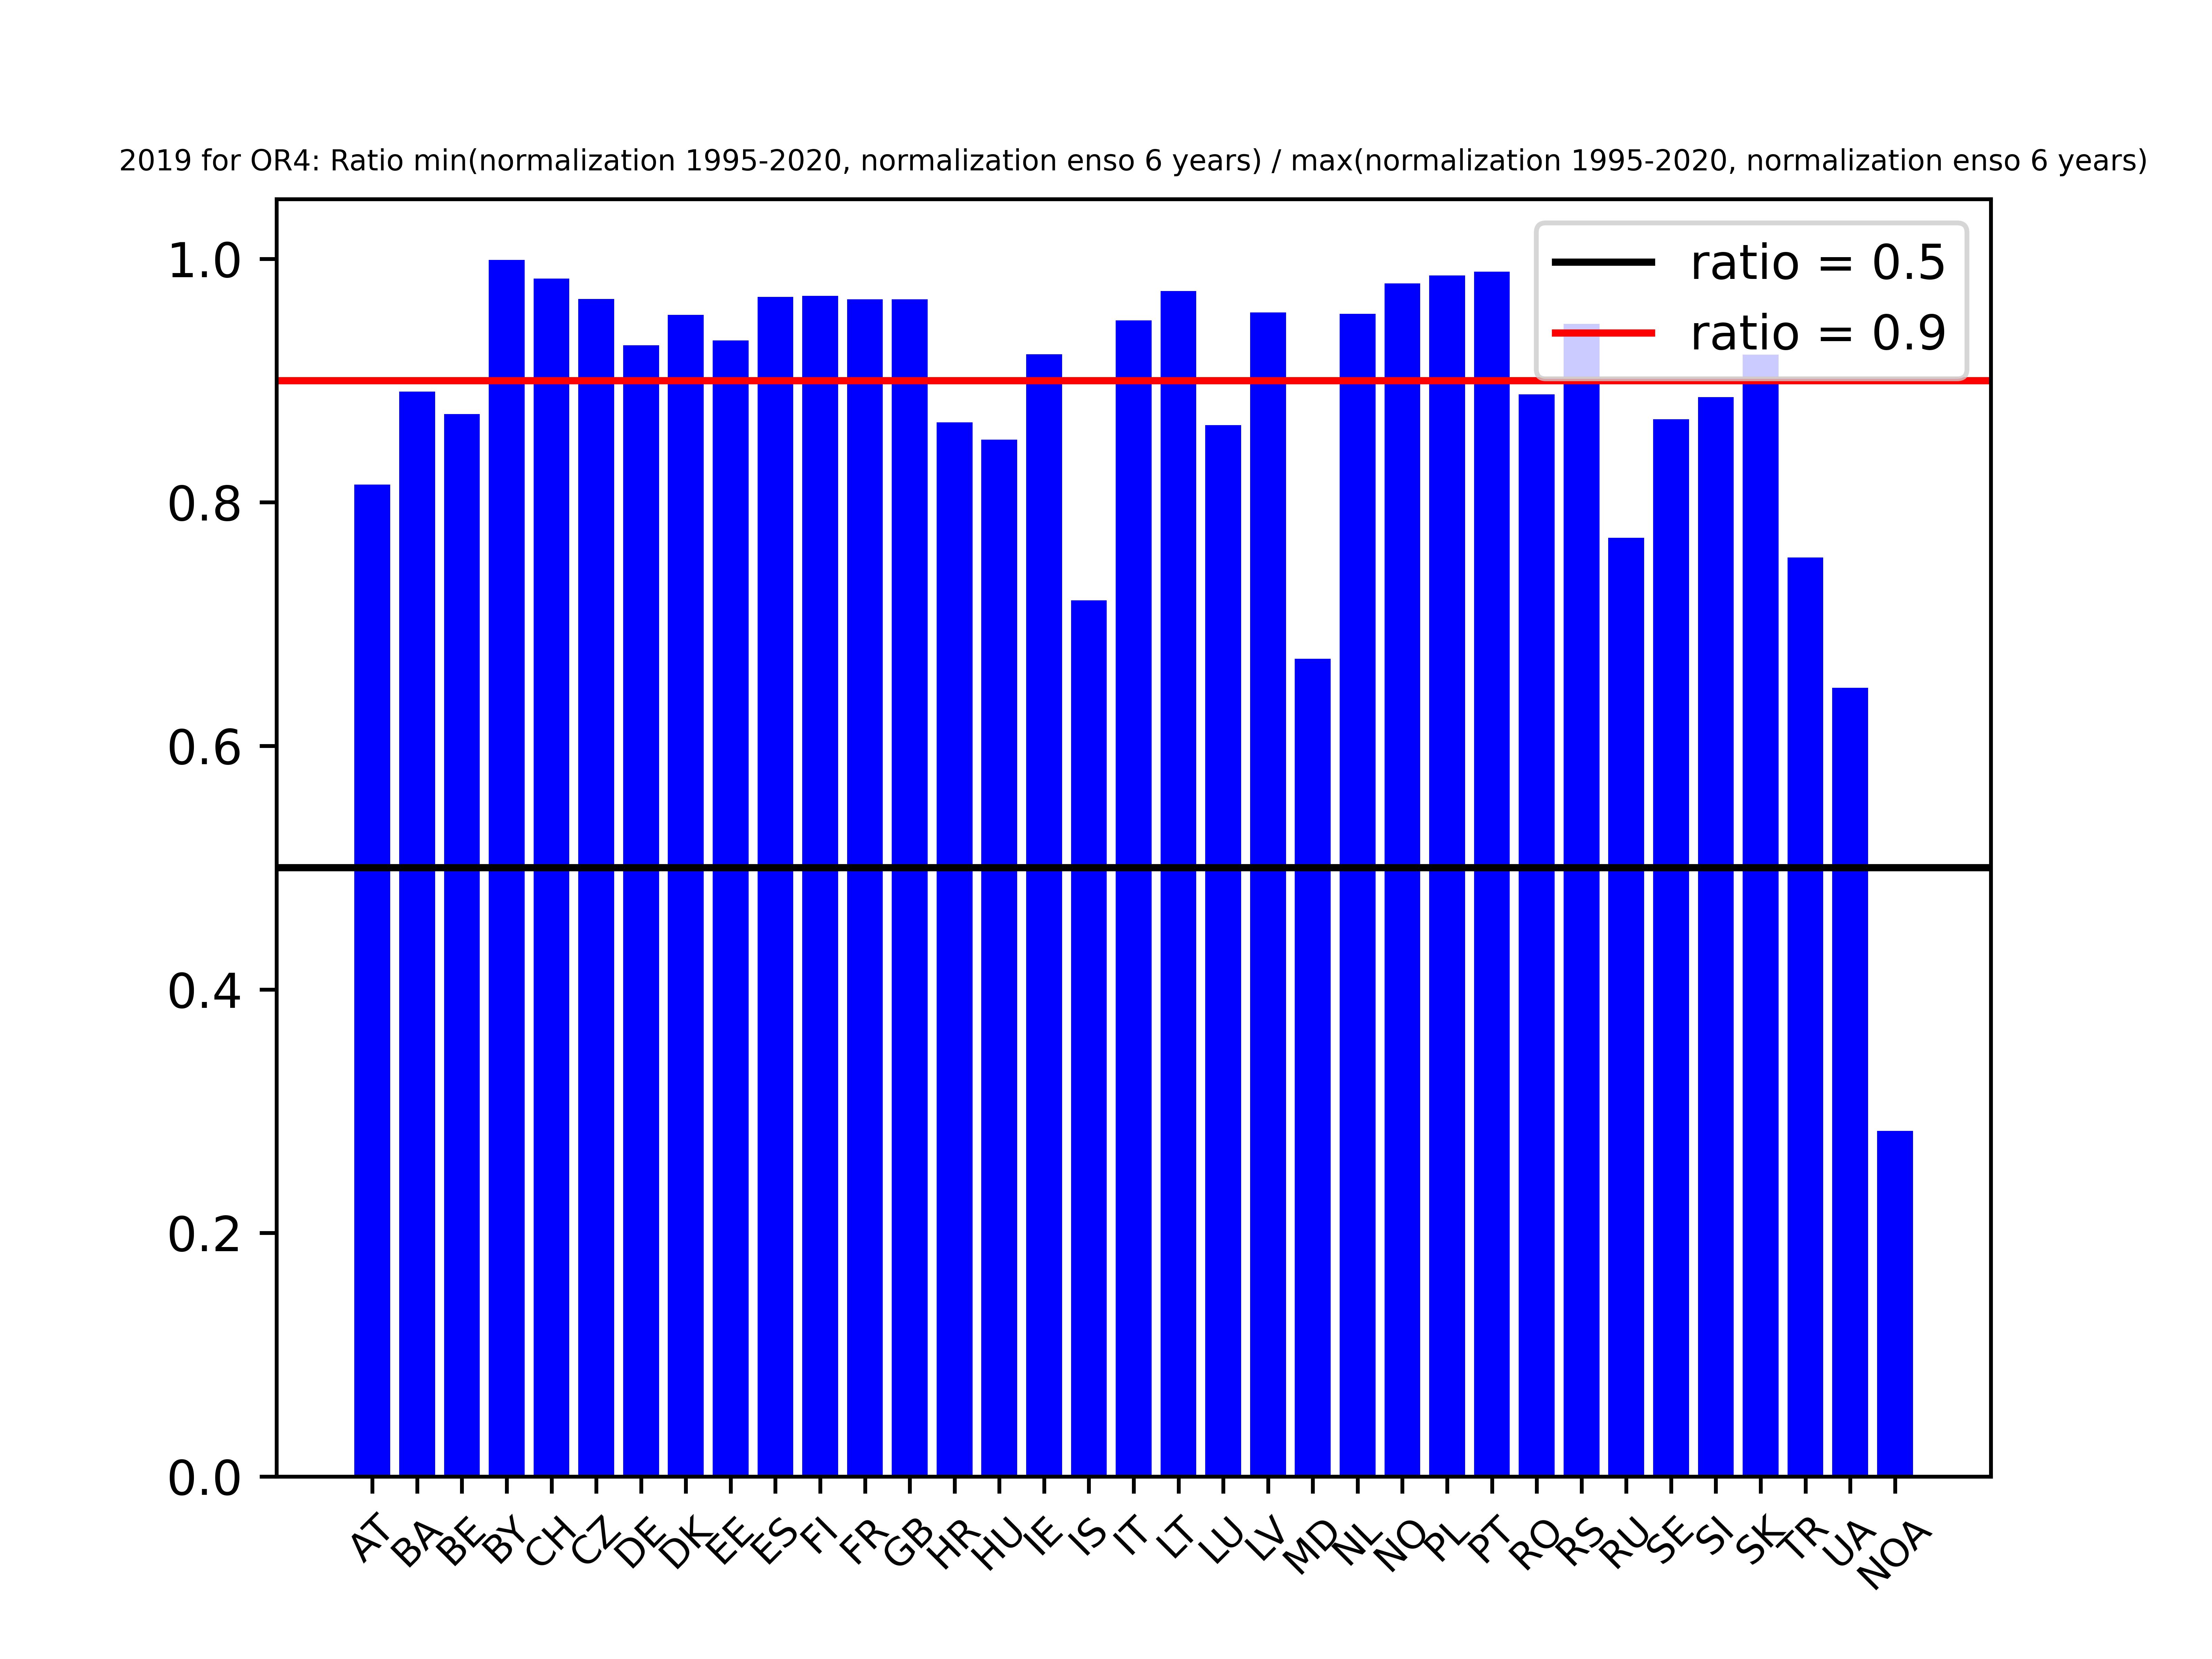 2019 for OR4: Ratio min(normalization 1995-2020, normalization enso 6 years) / max(normalization 1995-2020, normalization enso 6 years)
ratio = 0.5
ratio = 0.9
1.0
0.8
0.6
0.4
0.2
0.0
AT BA BE BY CH CZ DE DK EE ES FI FR GB HR HU IE IS IT LT LU LV MD NL NO PL PT RO RS RU SE SI SK TR UA NOA